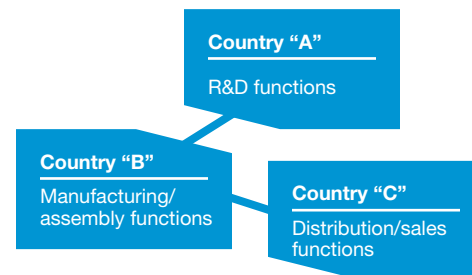 Country “A”
R&D functions
Country “B”
Manufacturing/
assembly functions
Country “C”
Distribution/sales
functions